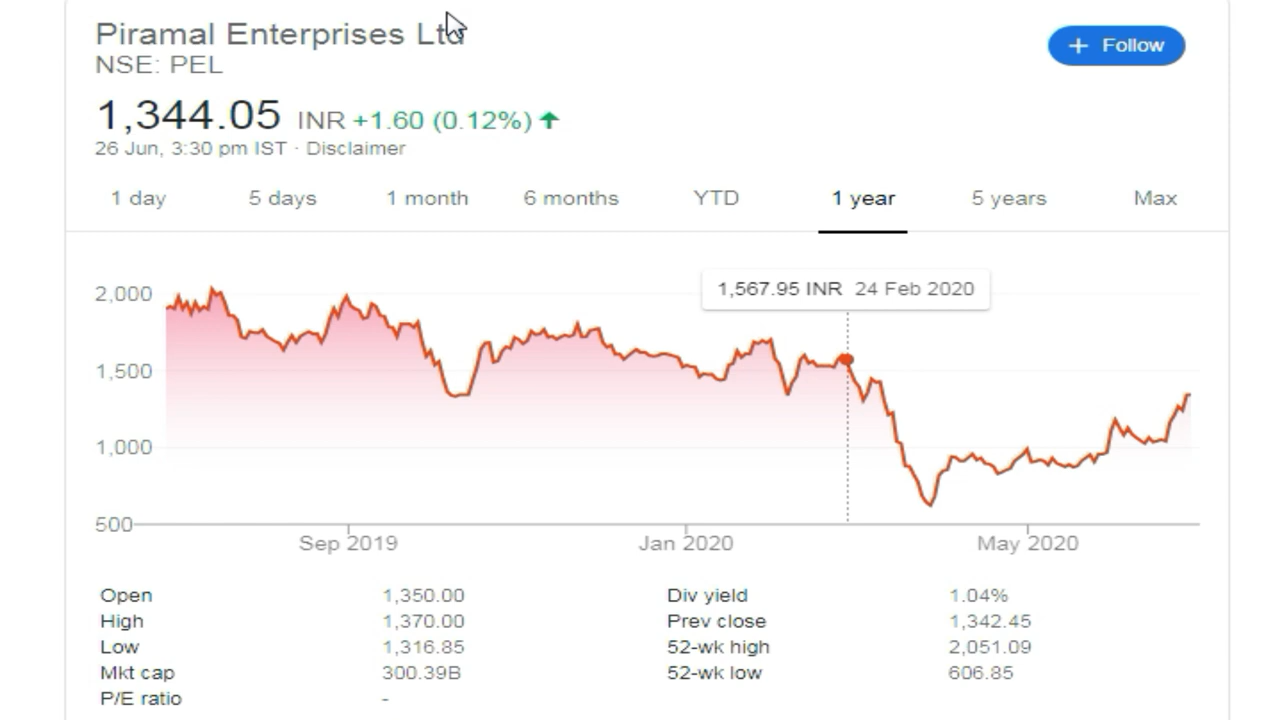 Piramal Enterprises Ltd
NSE: PEL
+ Follow
1,344.05 INR +1.60 (0.12%)
26 Jun, 3:30 pm IST · Disclaimer
1 day 5 days 1 month 6 months YTD 1 year 5 years Max
1,567.95 INR 24 Feb 2020
2,000
1,500
1,000
500
Sep 2019 Jan 2020 May 2020
Open 1,350.00 Div yield 1.04%
High 1,370.00 Prev close 1,342.45
Low 1,316.85 52-wk high 2,051.09
Mkt cap 300.39B 52-wk low 606.85
P/E ratio -